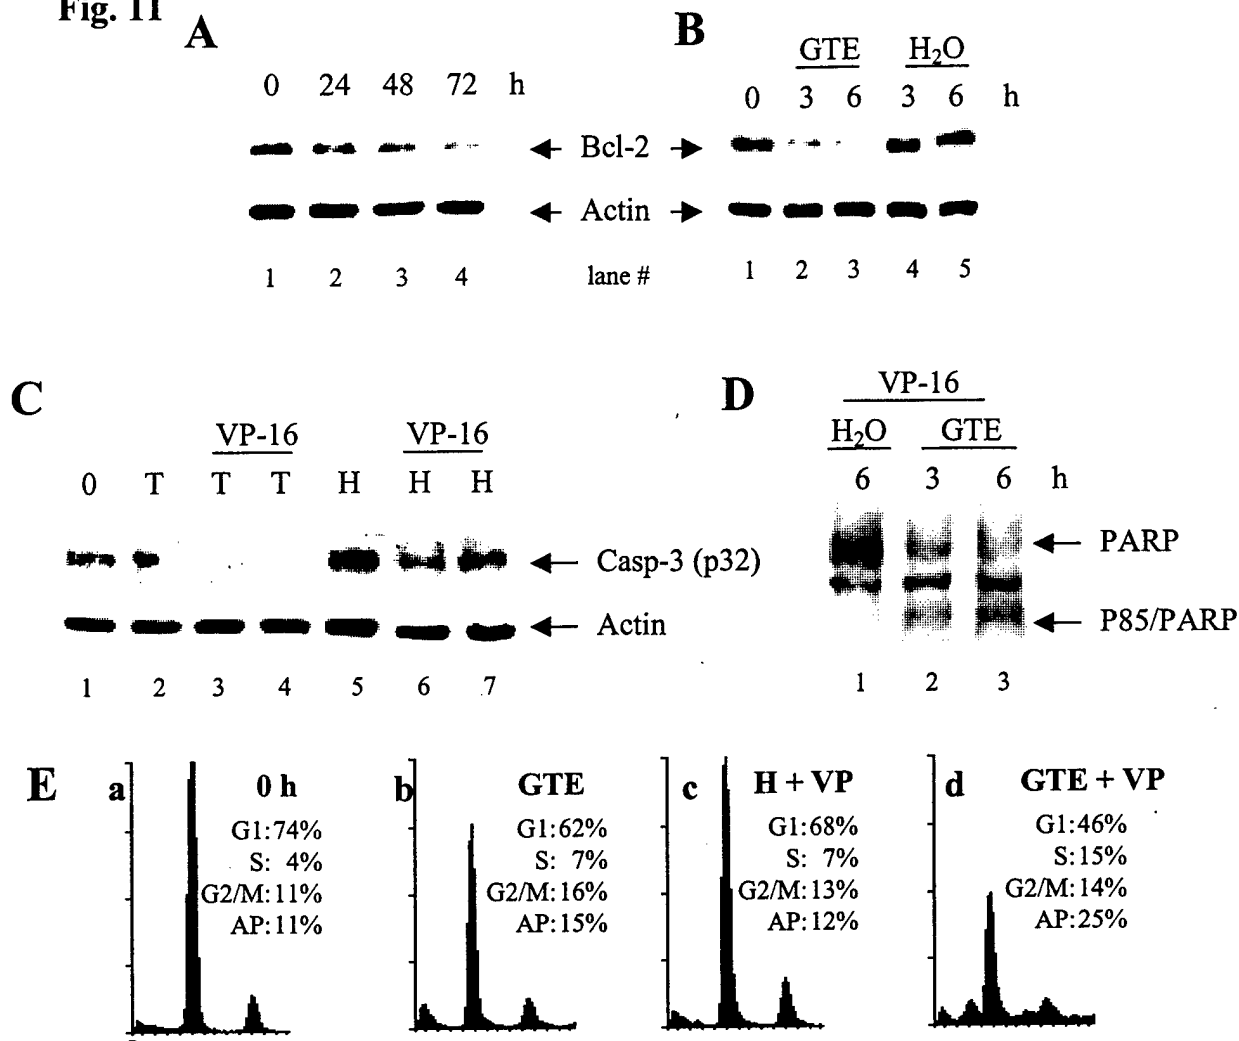 Fig. 11
A
0 24 48 72 h
B
GTE H₂O
0 3 6 3 6 h
Bcl-2
Actin
1 2 3 4 lane # 1 2 3 4 5
C
VP-16 VP-16
0 T T T H H H
Casp-3 (p32)
Actin
1 2 3 4 5 6 7
D
VP-16
H₂O GTE
6 3 6 h
PARP
P85/PARP
1 2 3
E
a 0 h
G1:74%
S: 4%
G2/M:11%
AP:11%
b GTE
G1:62%
S: 7%
G2/M:16%
AP:15%
c H + VP
G1:68%
S: 7%
G2/M:13%
AP:12%
d GTE + VP
G1:46%
S:15%
G2/M:14%
AP:25%